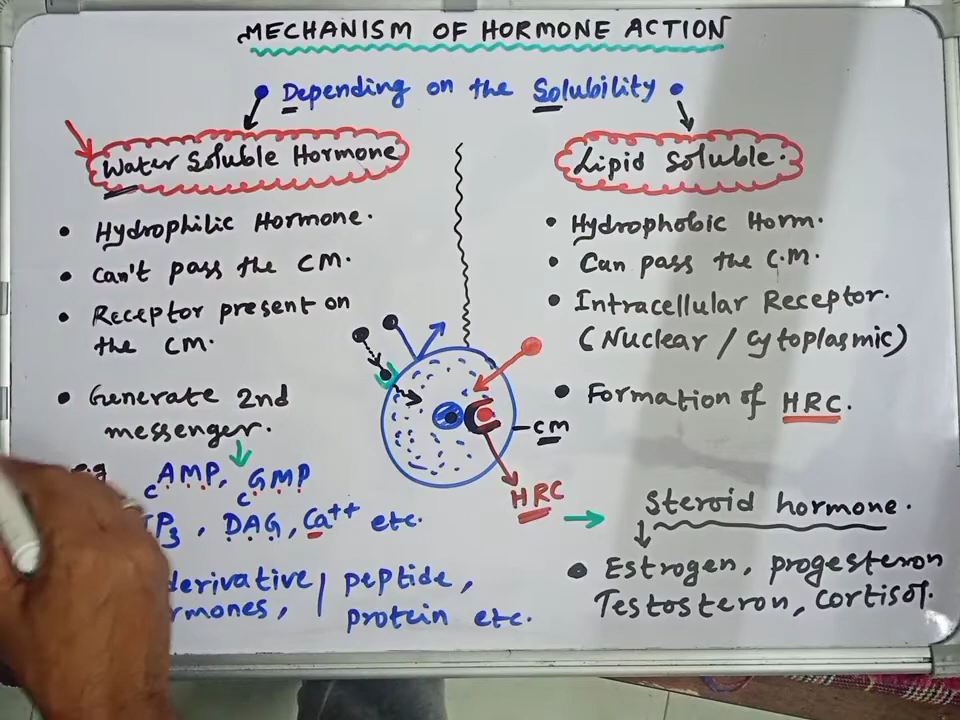 MECHANISM OF HORMONE ACTION
Depending on the Solubility
Water Soluble Hormone
• Hydrophilic Hormone.
• Can't pass the CM.
• Receptor present on
the CM.
• Generate 2nd
messenger.
cAMP, cGMP
P3, DAG, Ca++ etc.
derivative / peptide,
rmones, protein etc.
Lipid Soluble.
• Hydrophobic Horm.
• Can pass the C.M.
• Intracellular Receptor.
(Nuclear / Cytoplasmic)
• Formation of HRC.
CM
HRC
Steroid hormone.
• Estrogen, progesteron
Testosteron, cortisol.